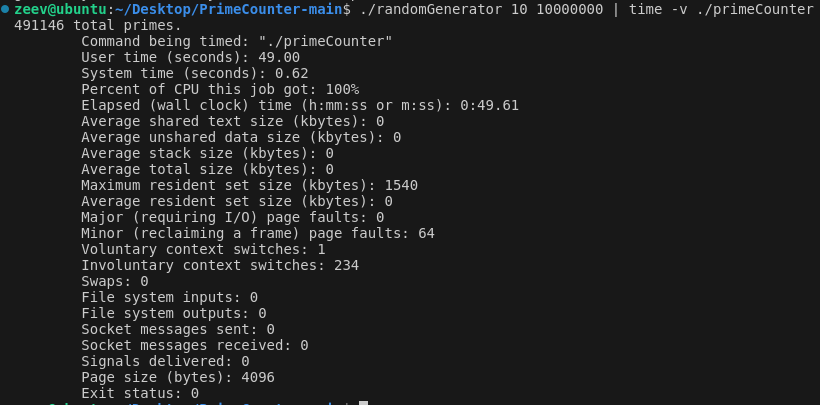 zeev@ubuntu:~/Desktop/PrimeCounter-main$ ./randomGenerator 10 10000000 | time -v ./primeCounter
491146 total primes.
Command being timed: "./primeCounter"
User time (seconds): 49.00
System time (seconds): 0.62
Percent of CPU this job got: 100%
Elapsed (wall clock) time (h:mm:ss or m:ss): 0:49.61
Average shared text size (kbytes): 0
Average unshared data size (kbytes): 0
Average stack size (kbytes): 0
Average total size (kbytes): 0
Maximum resident set size (kbytes): 1540
Average resident set size (kbytes): 0
Major (requiring I/O) page faults: 0
Minor (reclaiming a frame) page faults: 64
Voluntary context switches: 1
Involuntary context switches: 234
Swaps: 0
File system inputs: 0
File system outputs: 0
Socket messages sent: 0
Socket messages received: 0
Signals delivered: 0
Page size (bytes): 4096
Exit status: 0